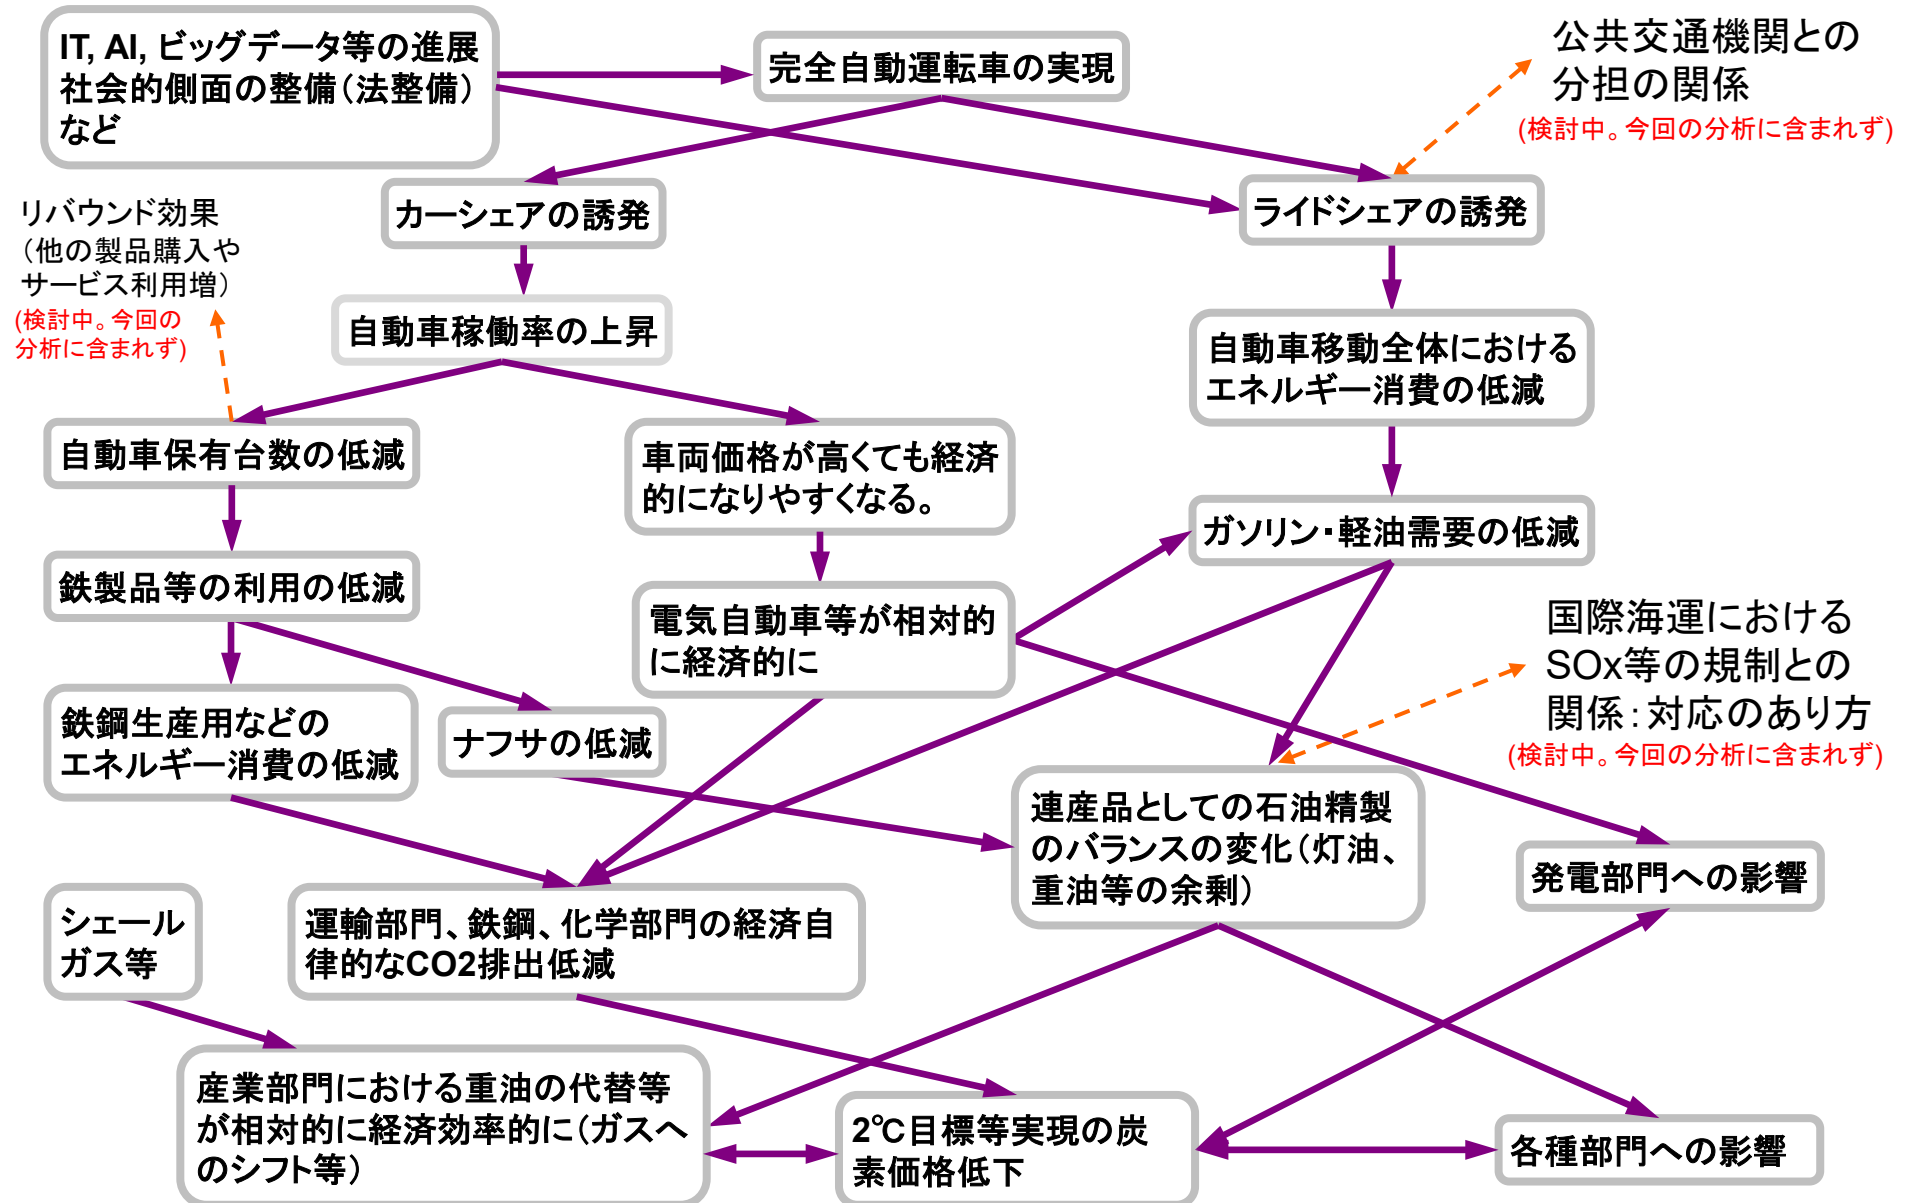 IT, AI, ビッグデータ等の進展
社会的側面の整備（法整備）
など
完全自動運転車の実現
公共交通機関との
分担の関係
(検討中。今回の分析に含まれず)
カーシェアの誘発
ライドシェアの誘発
リバウンド効果
（他の製品購入や
サービス利用増）
(検討中。今回の
分析に含まれず)
自動車稼働率の上昇
自動車移動全体における
エネルギー消費の低減
自動車保有台数の低減
車両価格が高くても経済
的になりやすくなる。
ガソリン・軽油需要の低減
鉄製品等の利用の低減
電気自動車等が相対的
に経済的に
国際海運における
SOx等の規制との
関係：対応のあり方
(検討中。今回の分析に含まれず)
鉄鋼生産用などの
エネルギー消費の低減
ナフサの低減
連産品としての石油精製
のバランスの変化（灯油、
重油等の余剰）
発電部門への影響
シェール
ガス等
運輸部門、鉄鋼、化学部門の経済自
律的なCO2排出低減
産業部門における重油の代替等
が相対的に経済効率的に（ガスへ
のシフト等）
2℃目標等実現の炭
素価格低下
各種部門への影響